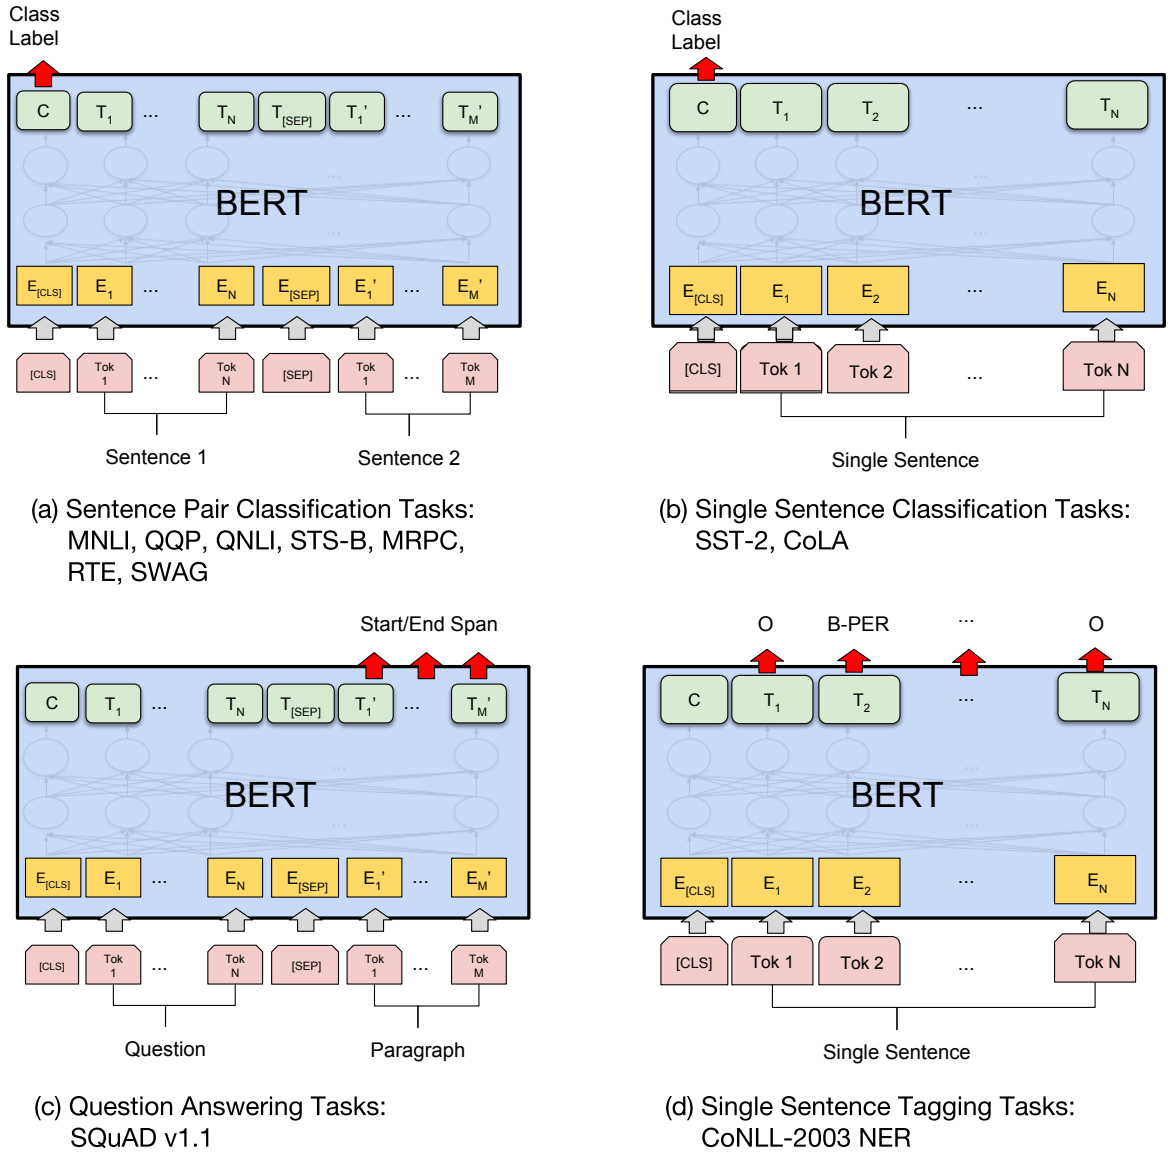 Class
Label
C T1 ... TN T[SEP] T1' ... TM'
...
BERT
...
E[CLS] E1 ... EN E[SEP] E1' ... EM'
[CLS] Tok 1 ... Tok N [SEP] Tok 1 ... Tok M
Sentence 1 Sentence 2
(a) Sentence Pair Classification Tasks:
MNLI, QQP, QNLI, STS-B, MRPC,
RTE, SWAG
Class
Label
C T1 T2 ... TN
...
BERT
...
E[CLS] E1 E2 ... EN
[CLS] Tok 1 Tok 2 ... Tok N
Single Sentence
(b) Single Sentence Classification Tasks:
SST-2, CoLA
Start/End Span
C T1 ... TN T[SEP] T1' ... TM'
...
BERT
...
E[CLS] E1 ... EN E[SEP] E1' ... EM'
[CLS] Tok 1 ... Tok N [SEP] Tok 1 ... Tok M
Question Paragraph
(c) Question Answering Tasks:
SQuAD v1.1
O B-PER ... O
C T1 T2 ... TN
...
BERT
...
E[CLS] E1 E2 ... EN
[CLS] Tok 1 Tok 2 ... Tok N
Single Sentence
(d) Single Sentence Tagging Tasks:
CoNLL-2003 NER